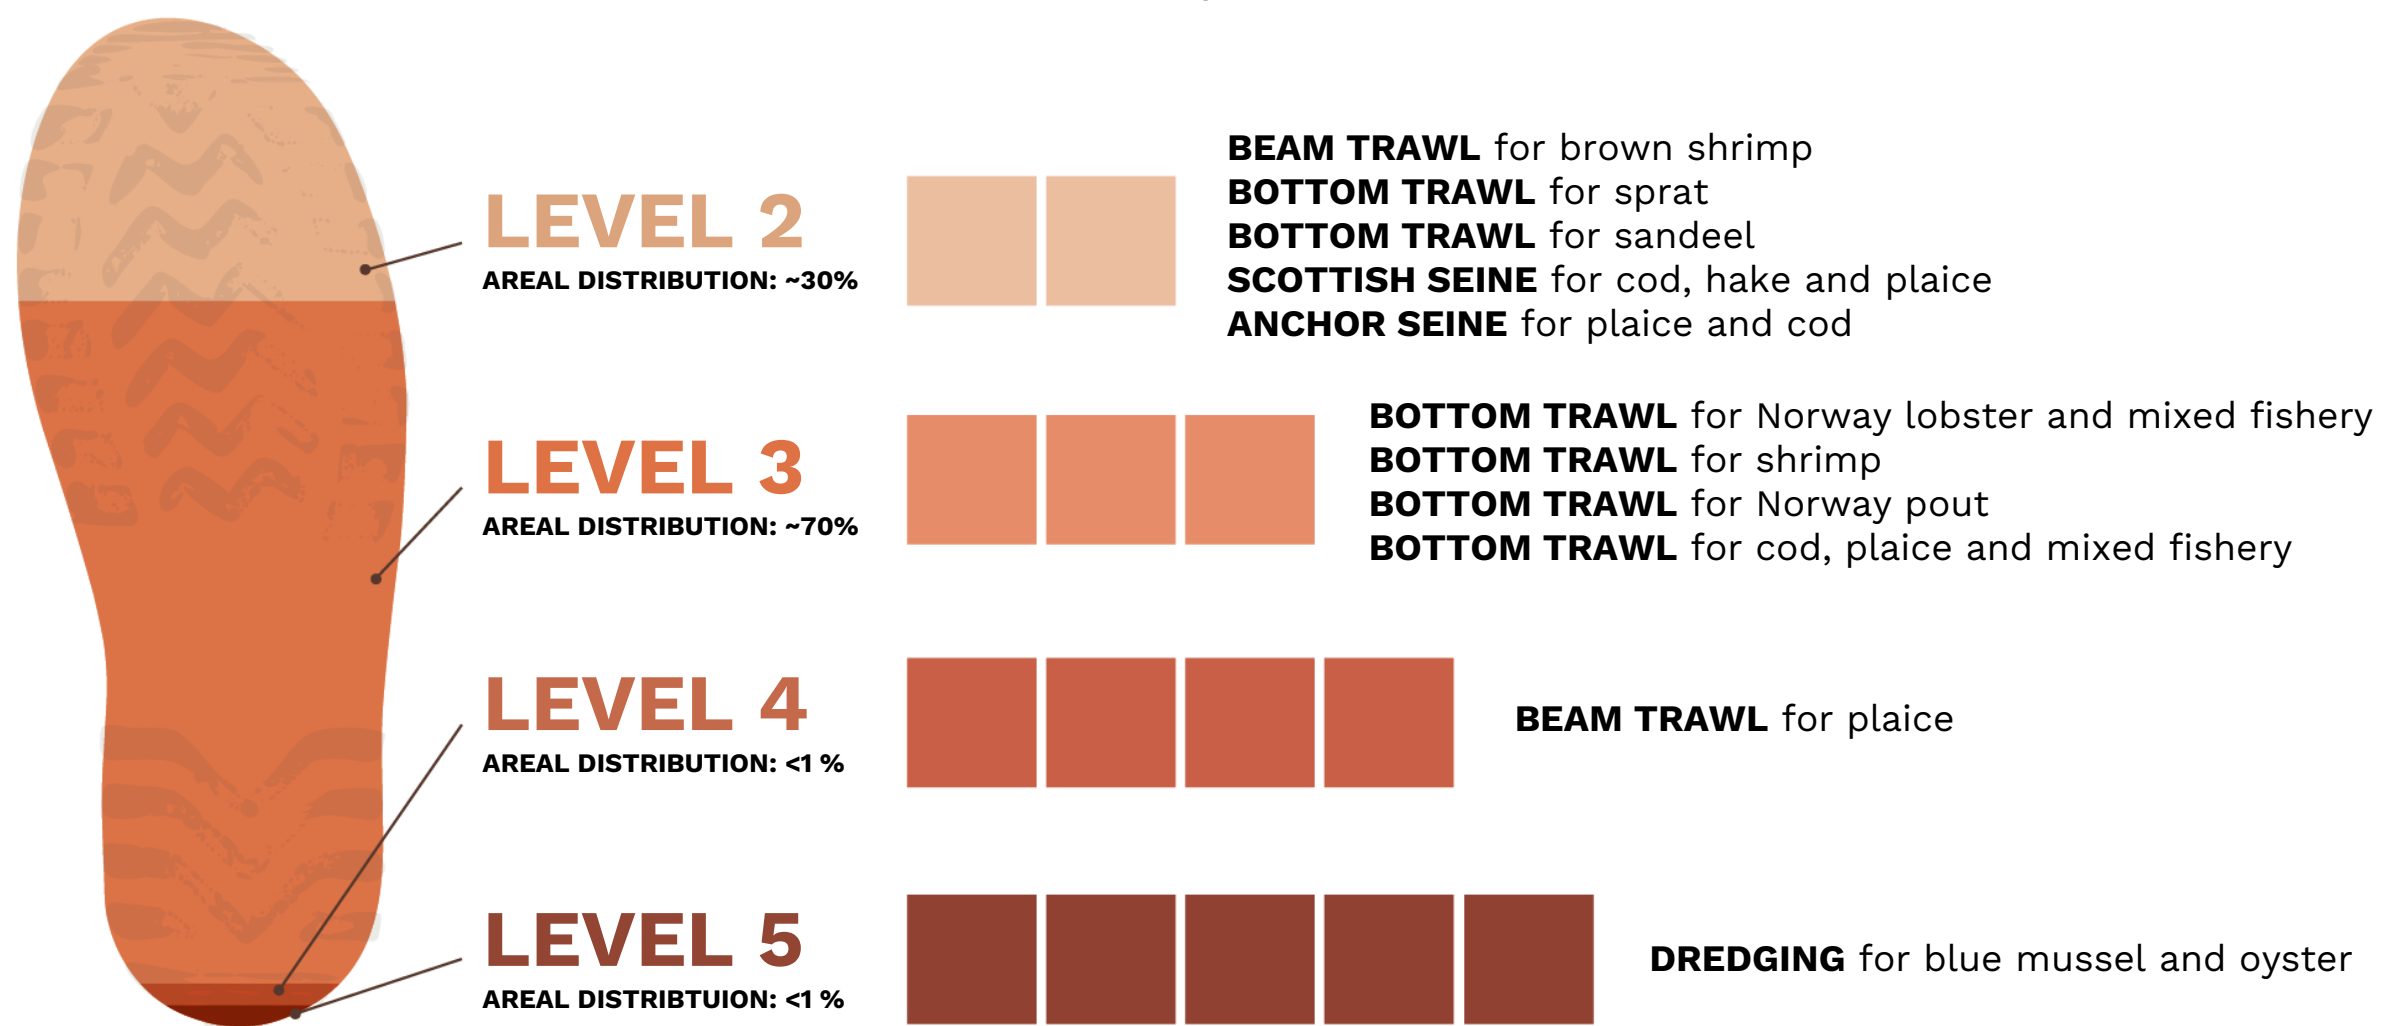 LEVEL 2
AREAL DISTRIBUTION: ~30%
BEAM TRAWL for brown shrimp
BOTTOM TRAWL for sprat
BOTTOM TRAWL for sandeel
SCOTTISH SEINE for cod, hake and plaice
ANCHOR SEINE for plaice and cod
LEVEL 3
AREAL DISTRIBUTION: ~70%
BOTTOM TRAWL for Norway lobster and mixed fishery
BOTTOM TRAWL for shrimp
BOTTOM TRAWL for Norway pout
BOTTOM TRAWL for cod, plaice and mixed fishery
LEVEL 4
AREAL DISTRIBUTION: <1 %
BEAM TRAWL for plaice
LEVEL 5
AREAL DISTRIBTUION: <1 %
DREDGING for blue mussel and oyster